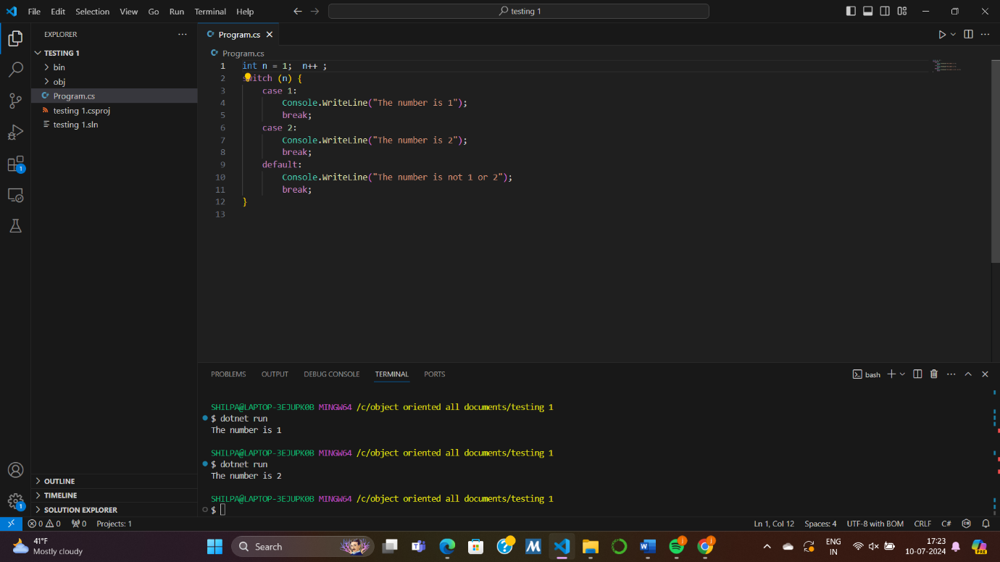 File Edit Selection View Go Run Terminal Help
testing 1
EXPLORER
Program.cs
TESTING 1
bin
obj
Program.cs
testing 1.csproj
testing 1.sln
Program.cs
1 int n = 1;  n++ ;
2 witch (n) {
3 case 1:
4 Console.WriteLine("The number is 1");
5 break;
6 case 2:
7 Console.WriteLine("The number is 2");
8 break;
9 default:
10 Console.WriteLine("The number is not 1 or 2");
11 break;
12 }
13
1
PROBLEMS OUTPUT DEBUG CONSOLE TERMINAL PORTS
bash
SHILPA@LAPTOP-3EJUPK0B MINGW64 /c/object oriented all documents/testing 1
$ dotnet run
The number is 1
SHILPA@LAPTOP-3EJUPK0B MINGW64 /c/object oriented all documents/testing 1
$ dotnet run
The number is 2
SHILPA@LAPTOP-3EJUPK0B MINGW64 /c/object oriented all documents/testing 1
$
OUTLINE
TIMELINE
SOLUTION EXPLORER
1
0 0 0 Projects: 1
Ln 1, Col 12 Spaces: 4 UTF-8 with BOM CRLF C#
41°F
Mostly cloudy
Search
ENG
IN
17:23
10-07-2024
PRE